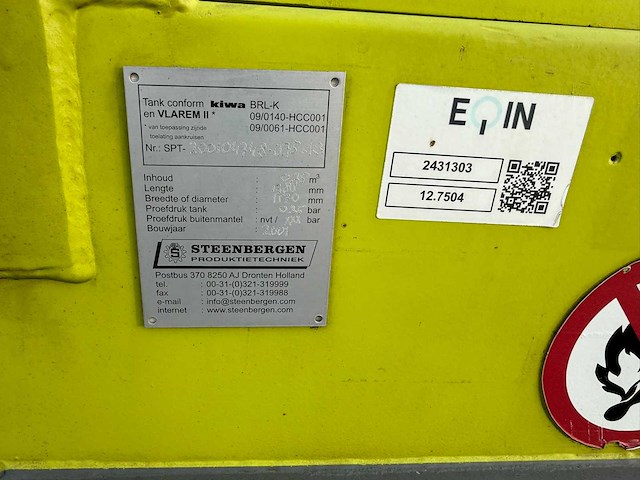 Tank conform kiwa BRL-K
en VLAREM II * 09/0140-HCC001
* van toepassing zijnde 09/0061-HCC001
toelating aankruisen
Nr.: SPT-
Inhoud : m³
Lengte : mm
Breedte of diameter : mm
Proefdruk tank : bar
Proefdruk buitenmantel : nvt / bar
Bouwjaar : 2001
S STEENBERGEN
PRODUKTIETECHNIEK
Postbus 370 8250 AJ Dronten Holland
tel. : 00-31-(0)321-319999
fax : 00-31-(0)321-319988
e-mail : info@steenbergen.com
internet : www.steenbergen.com
EQIN
2431303
12.7504